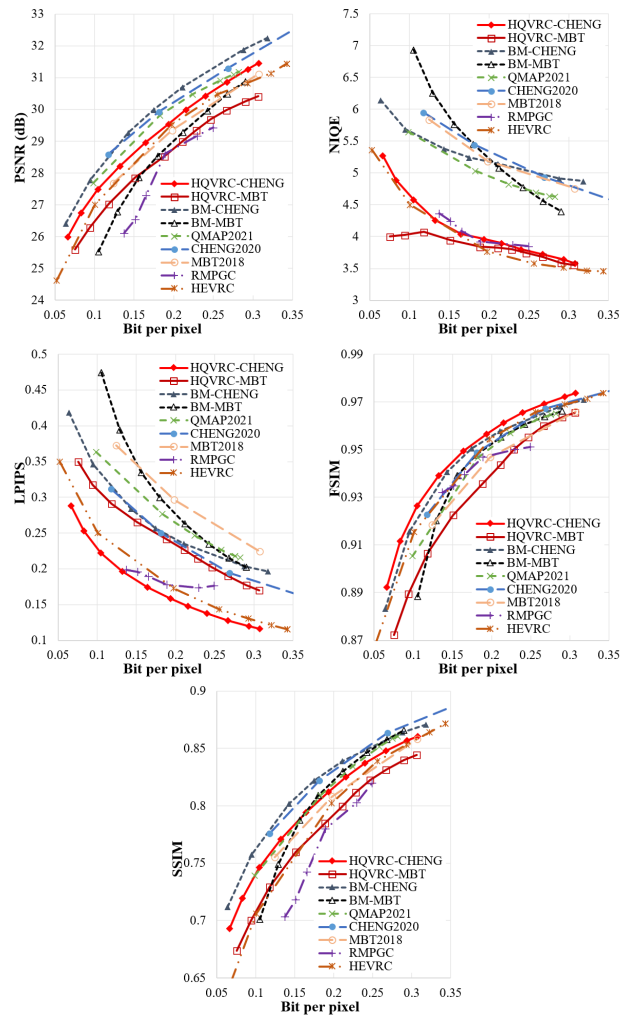 33
32
31
30
29
28
27
26
25
24
PSNR (dB)
HQVRC-CHENG
HQVRC-MBT
BM-CHENG
BM-MBT
QMAP2021
CHENG2020
MBT2018
RMPGC
HEVRC
0.05 0.1 0.15 0.2 0.25 0.3 0.35
Bit per pixel
7.5
7
6.5
6
5.5
5
4.5
4
3.5
3
NIQE
HQVRC-CHENG
HQVRC-MBT
BM-CHENG
BM-MBT
QMAP2021
CHENG2020
MBT2018
RMPGC
HEVRC
0.05 0.1 0.15 0.2 0.25 0.3 0.35
Bit per pixel
0.5
0.45
0.4
0.35
0.3
0.25
0.2
0.15
0.1
LPIPS
HQVRC-CHENG
HQVRC-MBT
BM-CHENG
BM-MBT
QMAP2021
CHENG2020
MBT2018
RMPGC
HEVRC
0.05 0.1 0.15 0.2 0.25 0.3 0.35
Bit per pixel
0.99
0.97
0.95
0.93
0.91
0.89
0.87
FSIM
HQVRC-CHENG
HQVRC-MBT
BM-CHENG
BM-MBT
QMAP2021
CHENG2020
MBT2018
RMPGC
HEVRC
0.05 0.1 0.15 0.2 0.25 0.3 0.35
Bit per pixel
0.9
0.85
0.8
0.75
0.7
0.65
SSIM
HQVRC-CHENG
HQVRC-MBT
BM-CHENG
BM-MBT
QMAP2021
CHENG2020
MBT2018
RMPGC
HEVRC
0.05 0.1 0.15 0.2 0.25 0.3 0.35
Bit per pixel